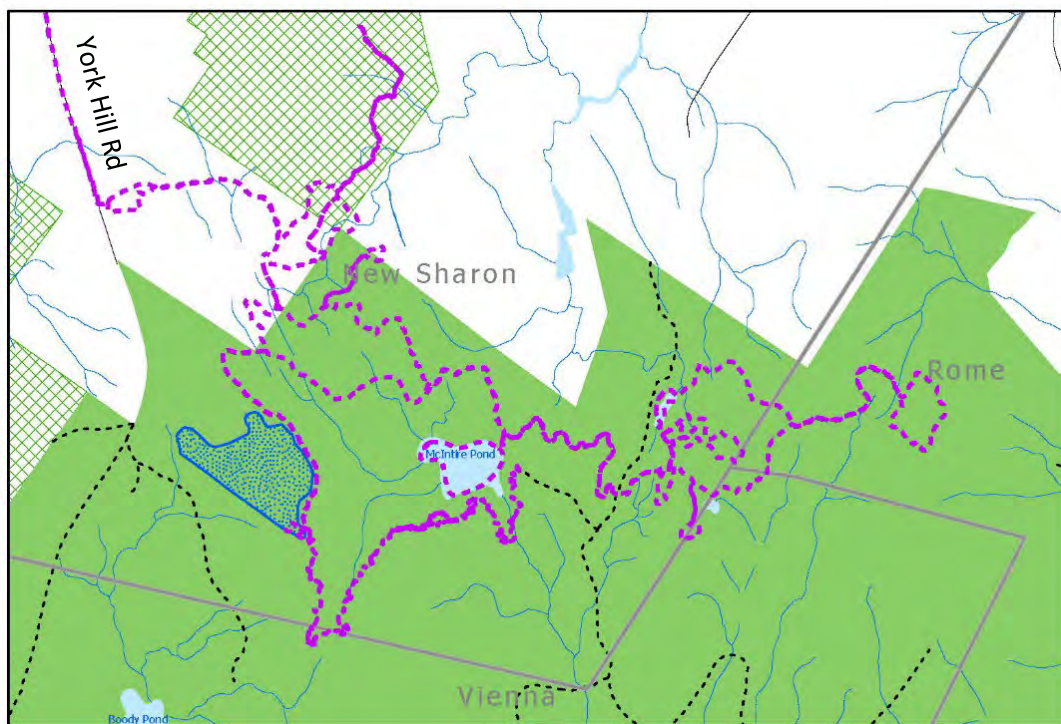 York Hill Rd
New Sharon
Rome
McIntire Pond
Vienna
Boody Pond